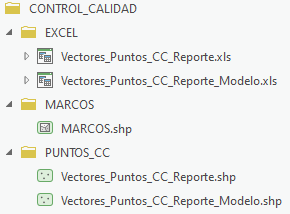 CONTROL_CALIDAD
EXCEL
Vectores_Puntos_CC_Reporte.xls
Vectores_Puntos_CC_Reporte_Modelo.xls
MARCOS
MARCOS.shp
PUNTOS_CC
Vectores_Puntos_CC_Reporte.shp
Vectores_Puntos_CC_Reporte_Modelo.shp